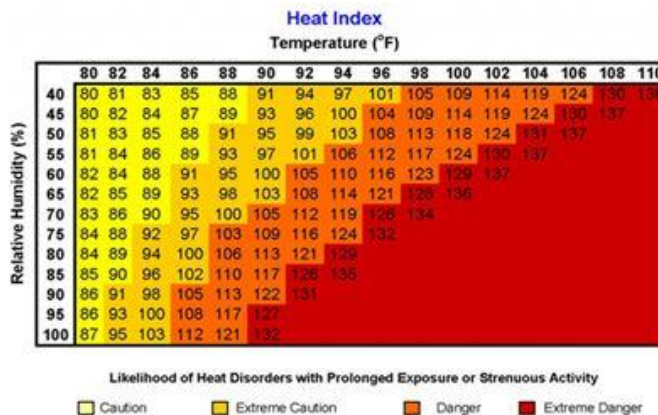 Heat Index
Temperature (°F)
80 82 84 86 88 90 92 94 96 98 100 102 104 106 108 110
40 80 81 83 85 88 91 94 97 101 105 109 114 119 124 130 136
45 80 82 84 87 89 93 96 100 104 109 114 119 124 130 137
50 81 83 85 88 91 95 99 103 108 113 118 124 131 137
55 81 84 86 89 93 97 101 106 112 117 124 130 137
60 82 84 88 91 95 100 105 110 116 123 129 137
65 82 85 89 93 98 103 108 114 121 128 136
70 83 86 90 95 100 105 112 119 126 134
75 84 88 92 97 103 109 116 124 132
80 84 89 94 100 106 113 121 129
85 85 90 96 102 110 117 126 135
90 86 91 98 105 113 122 131
95 86 93 100 108 117 127
100 87 95 103 112 121 132
Relative Humidity (%)
Likelihood of Heat Disorders with Prolonged Exposure or Strenuous Activity
Caution Extreme Caution Danger Extreme Danger